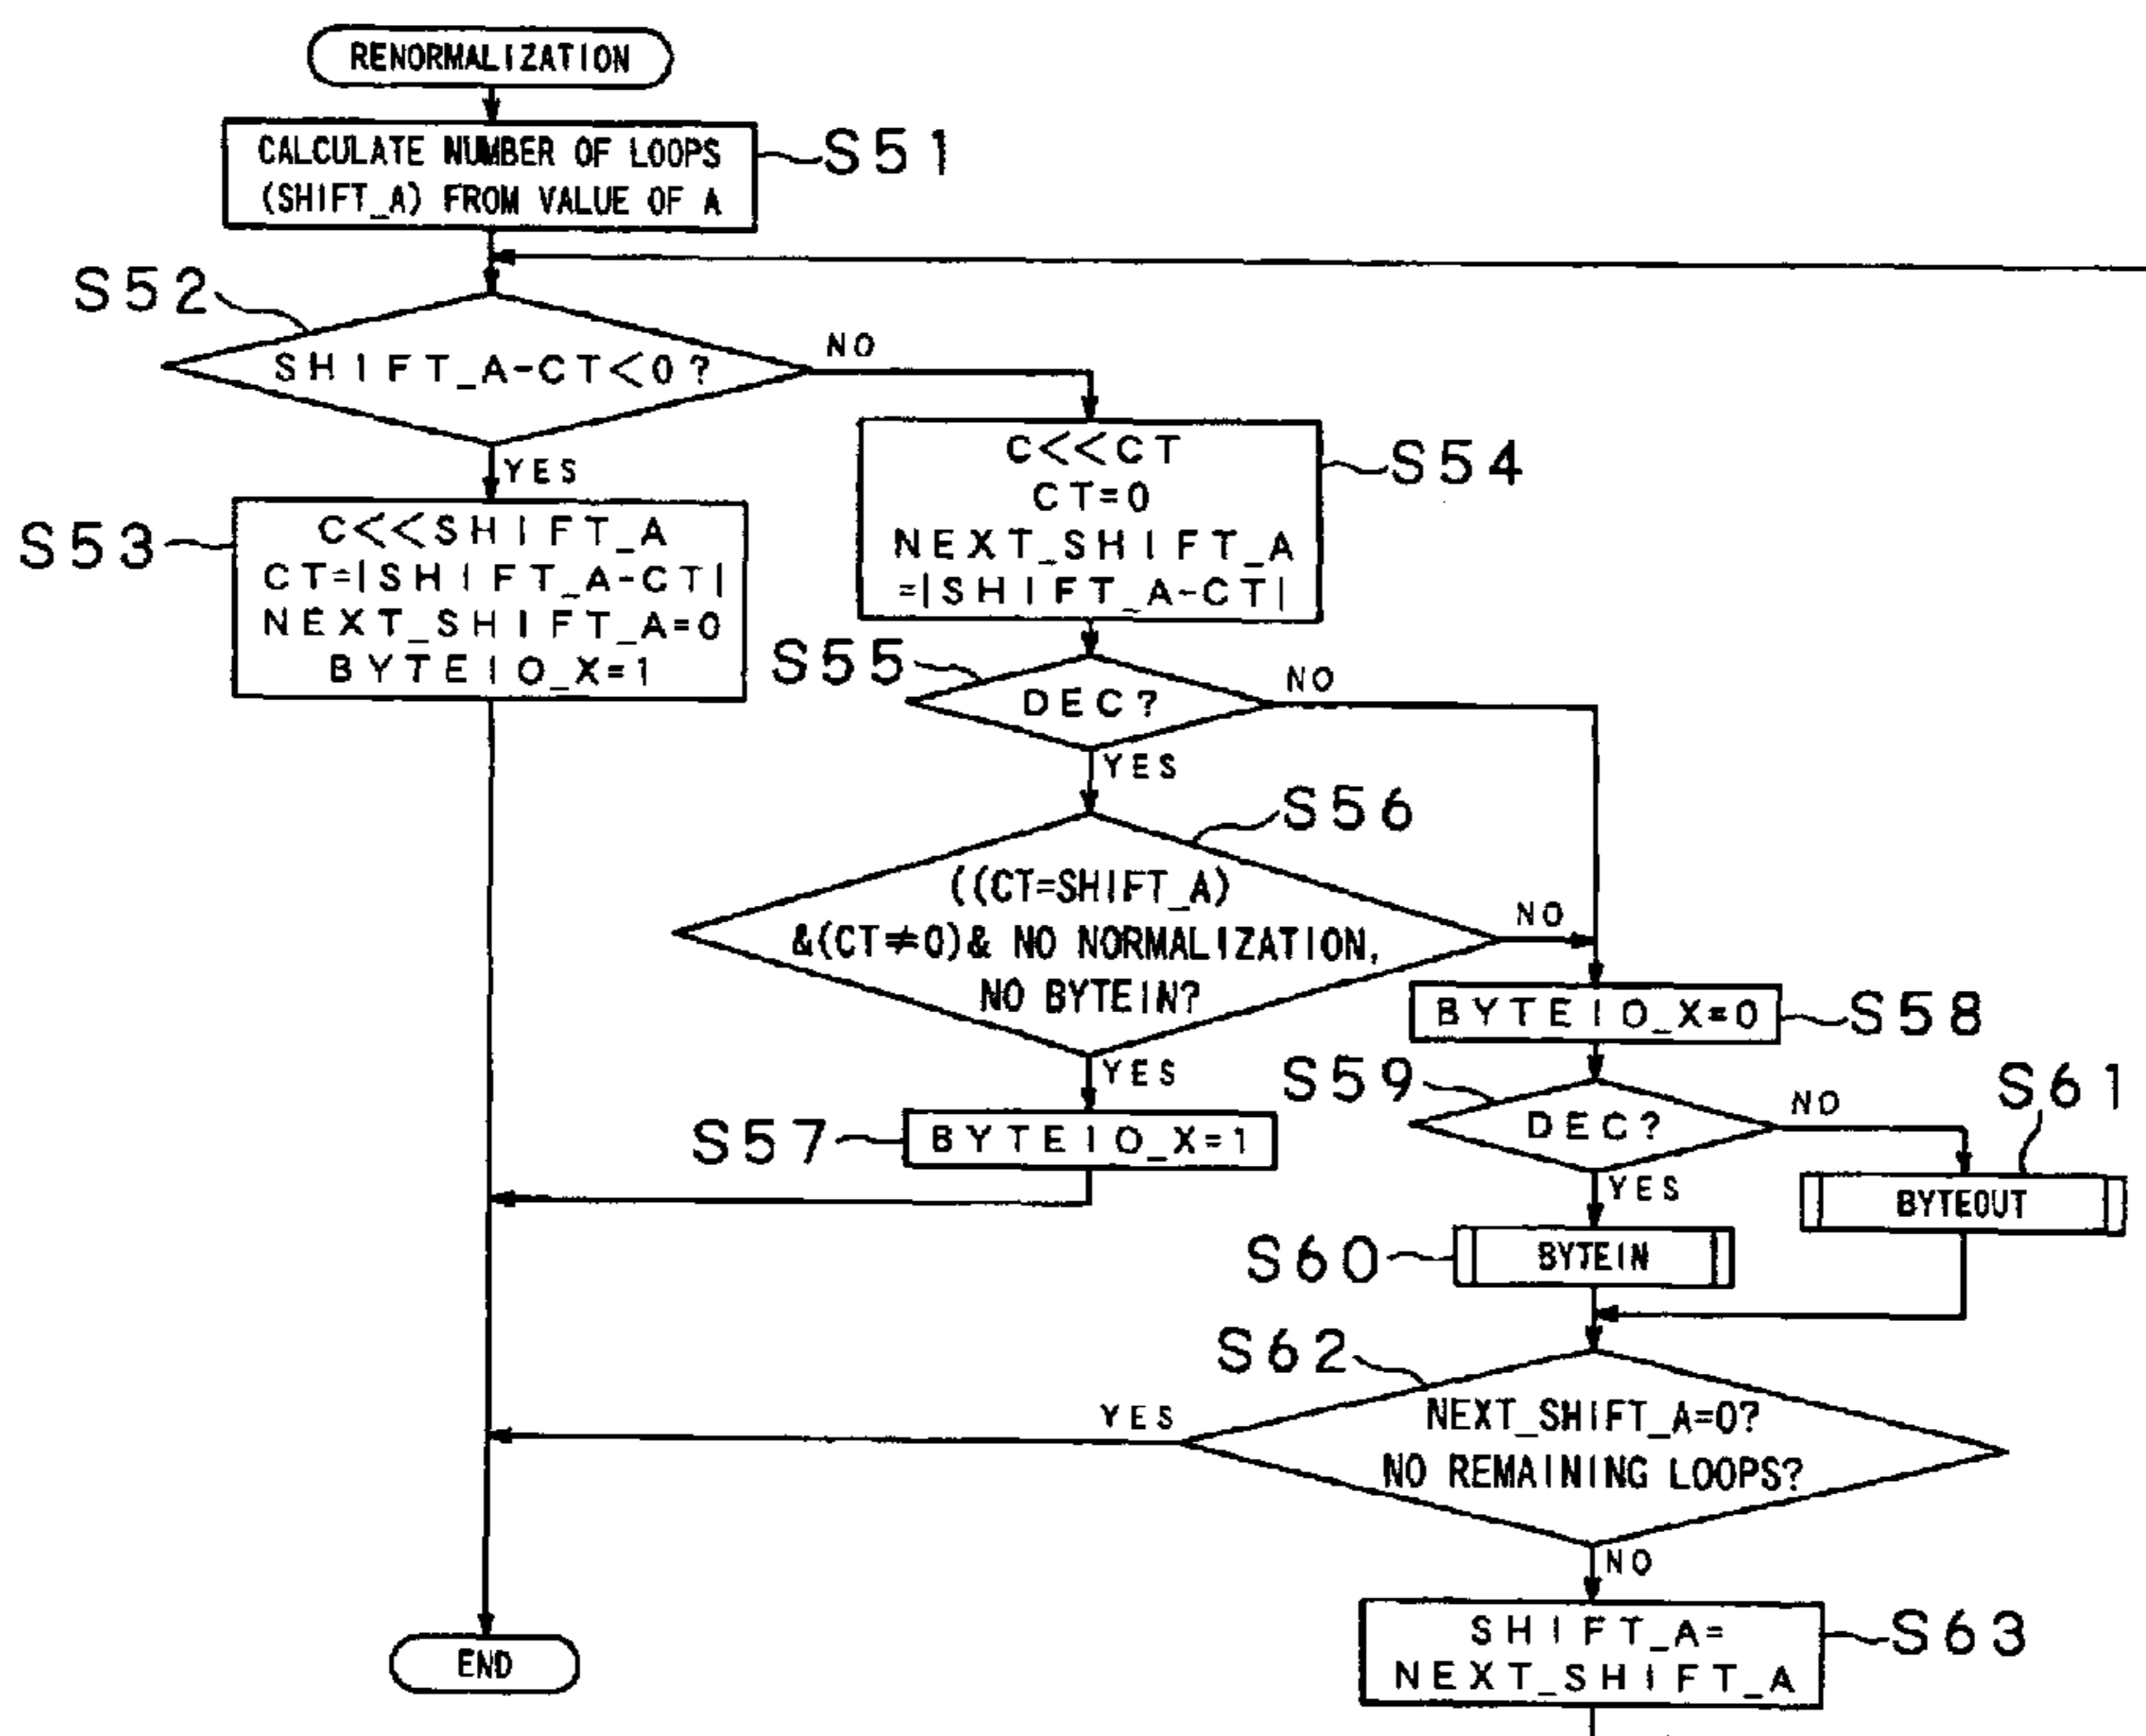 RENORMALIZATION
CALCULATE NUMBER OF LOOPS
(SHIFT_A) FROM VALUE OF A
S51
S52
SHIFT_A-CT<0?
NO
YES
C<<SHIFT_A
CT=|SHIFT_A-CT|
NEXT_SHIFT_A=0
BYTEIO_X=1
S53
C<<CT
CT=0
NEXT_SHIFT_A
=|SHIFT_A-CT|
S54
S55
DEC?
NO
YES
S56
((CT=SHIFT_A)
&(CT≠0)& NO NORMALIZATION,
NO BYTEIN?
NO
YES
S57
BYTEIO_X=1
BYTEIO_X=0
S58
S59
DEC?
NO
YES
S61
BYTEOUT
S60
BYTEIN
S62
NEXT_SHIFT_A=0?
NO REMAINING LOOPS?
YES
NO
SHIFT_A=
NEXT_SHIFT_A
S63
END